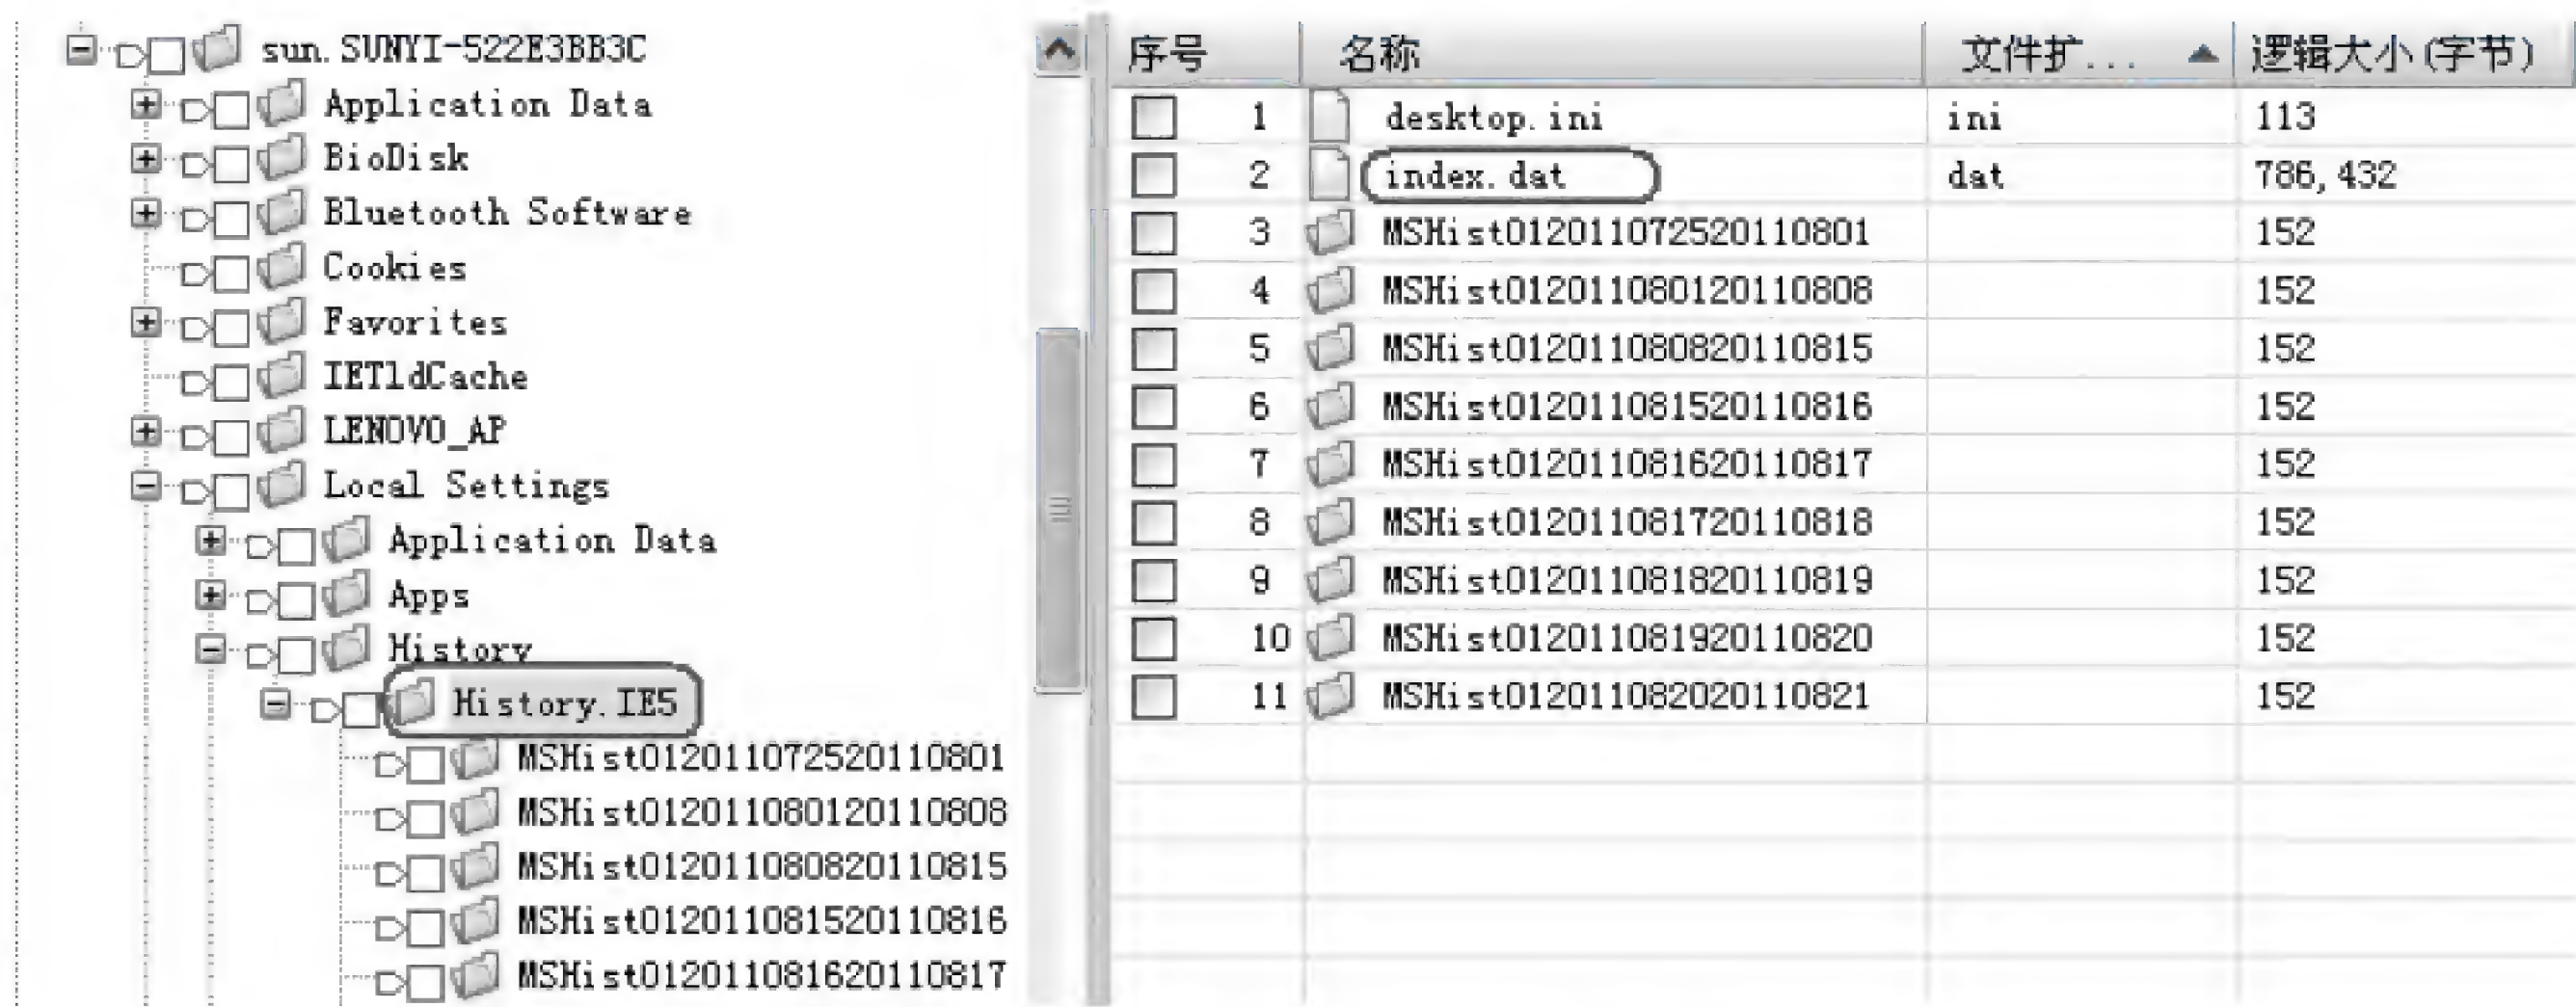 sun.SUNYI-522E3BB3C
Application Data
BioDisk
Bluetooth Software
Cookies
Favorites
IETldCache
LENOVO_AP
Local Settings
Application Data
Apps
History
History.IE5
MSHist012011072520110801
MSHist012011080120110808
MSHist012011080820110815
MSHist012011081520110816
MSHist012011081620110817
序号 名称 文件扩... 逻辑大小(字节)
1 desktop.ini ini 113
2 index.dat dat 786,432
3 MSHist012011072520110801 152
4 MSHist012011080120110808 152
5 MSHist012011080820110815 152
6 MSHist012011081520110816 152
7 MSHist012011081620110817 152
8 MSHist012011081720110818 152
9 MSHist012011081820110819 152
10 MSHist012011081920110820 152
11 MSHist012011082020110821 152